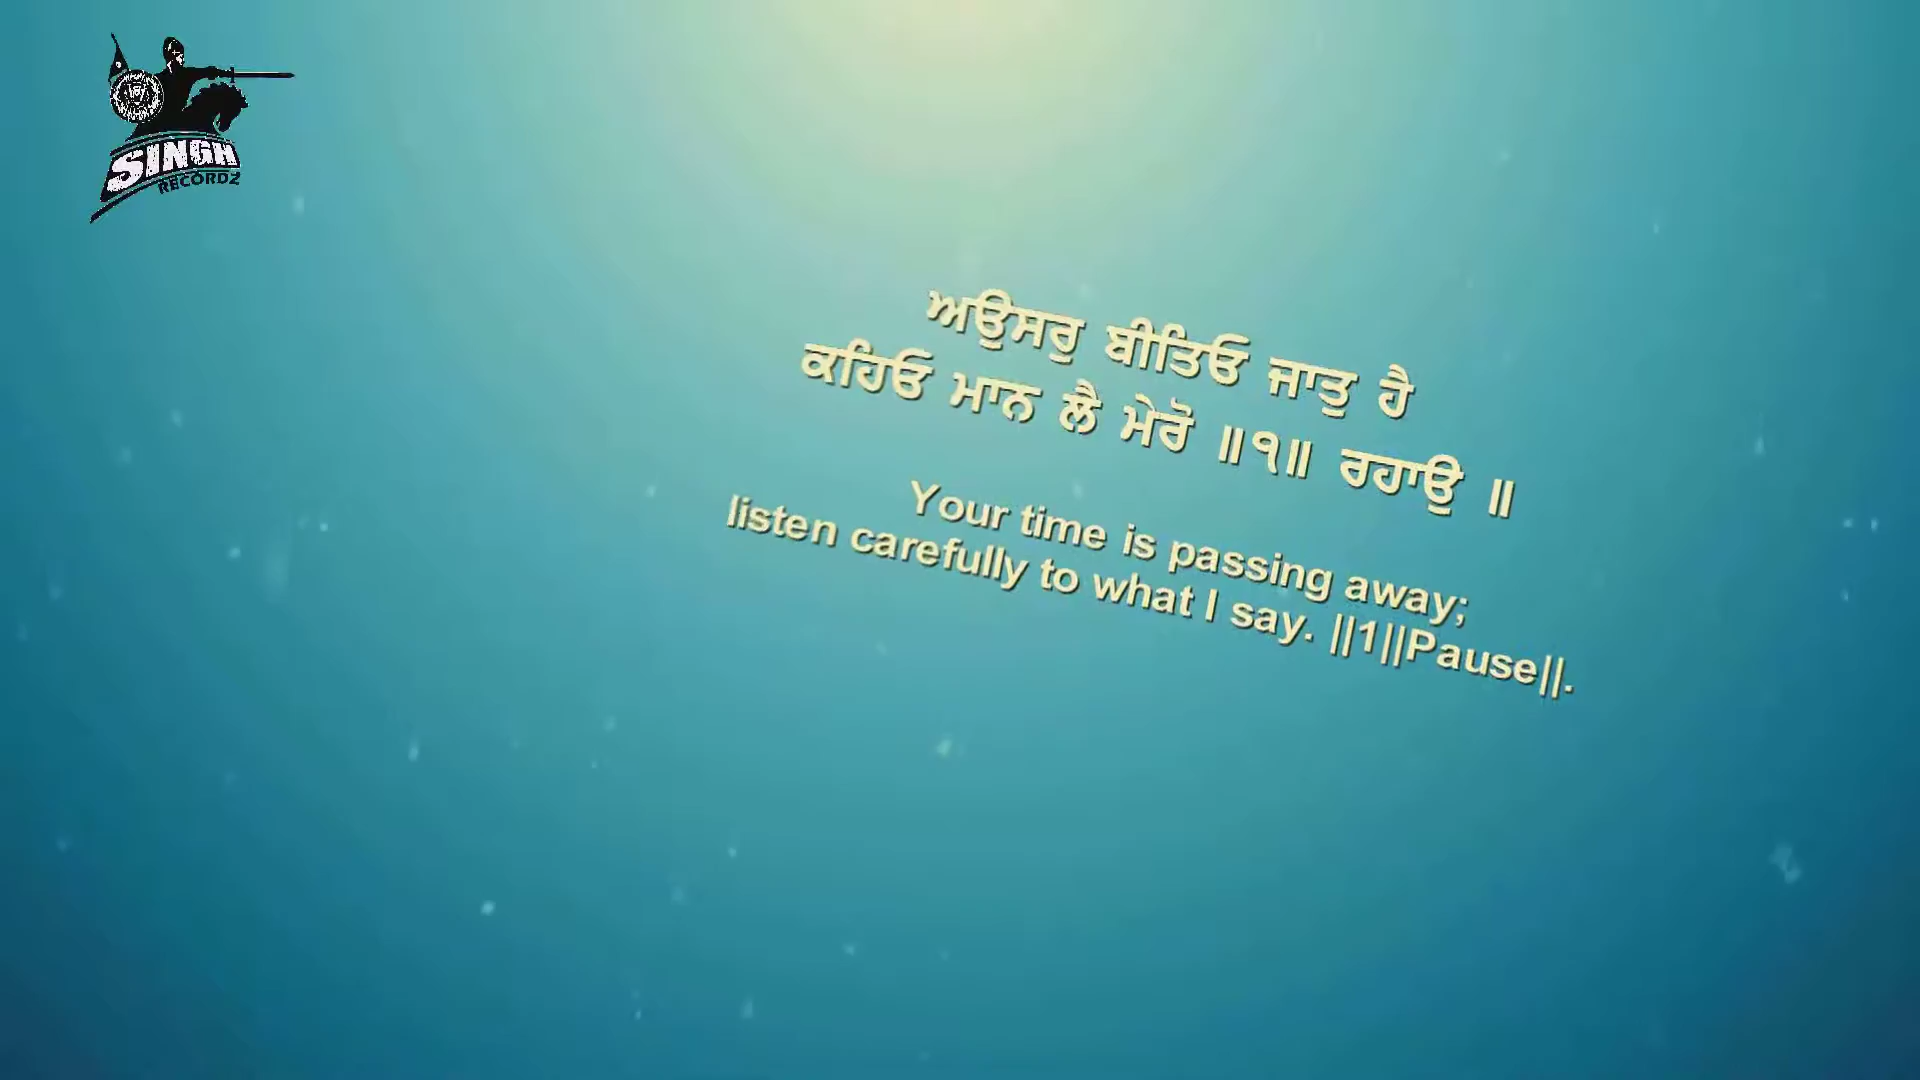 SINGH
RECORDZ
ਅਉਸਰੁ ਬੀਤਿਓ ਜਾਤੁ ਹੈ
ਕਹਿਓ ਮਾਨ ਲੈ ਮੇਰੋ ॥੧॥ ਰਹਾਉ ॥
Your time is passing away;
listen carefully to what I say. ||1||Pause||.